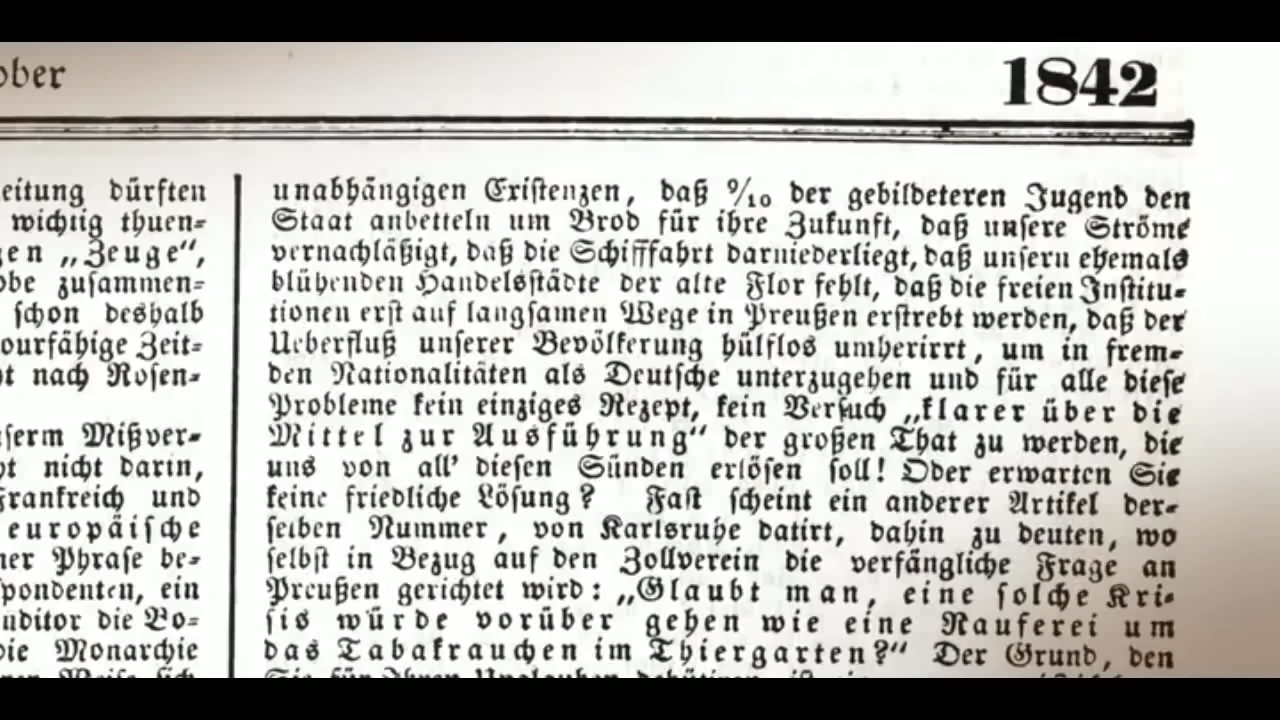 ober
1842
eitung dürften
wichtig thuen=
en „Zeuge“,
be zusammen=
schon deshalb
ourfähige Zeit=
t nach Rosen=
serm Mißver=
t nicht darin,
Frankreich und
europäische
er Phrase be=
pondenten, ein
uditor die Bo=
die Monarchie
unabhängigen Existenzen, daß 9/10 der gebildeteren Jugend den
Staat anbetteln um Brod für ihre Zukunft, daß unsere Ströme
vernachläßigt, daß die Schifffahrt darniederliegt, daß unsern ehemals
blühenden Handelsstädte der alte Flor fehlt, daß die freien Institu=
tionen erst auf langsamen Wege in Preußen erstrebt werden, daß der
Ueberfluß unserer Bevölkerung hülflos umherirrt, um in frem=
den Nationalitäten als Deutsche unterzugehen und für alle diese
Probleme kein einziges Rezept, kein Versuch „klarer über die
Mittel zur Ausführung“ der großen That zu werden, die
uns von all' diesen Sünden erlösen soll! Oder erwarten Sie
keine friedliche Lösung? Fast scheint ein anderer Artikel der=
selben Nummer, von Karlsruhe datirt, dahin zu deuten, wo
selbst in Bezug auf den Zollverein die verfängliche Frage an
Preußen gerichtet wird: „Glaubt man, eine solche Kri=
sis würde vorüber gehen wie eine Rauferei um
das Tabakrauchen im Thiergarten?“ Der Grund, den